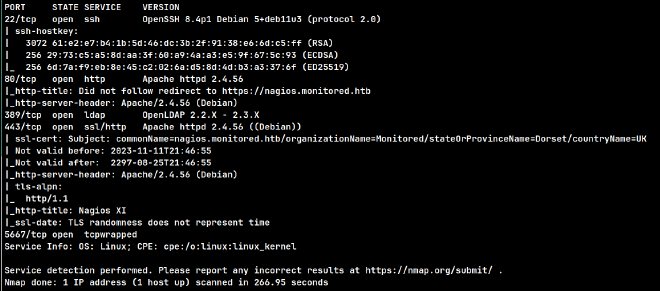 PORT     STATE SERVICE    VERSION
22/tcp   open  ssh        OpenSSH 8.4p1 Debian 5+deb11u3 (protocol 2.0)
| ssh-hostkey:
|   3072 61:e2:e7:b4:1b:5d:46:dc:3b:2f:91:38:e6:6d:c5:ff (RSA)
|   256 29:73:c5:a5:8d:aa:3f:60:a9:4a:a3:e5:9f:67:5c:93 (ECDSA)
|_  256 6d:7a:f9:eb:8e:45:c2:02:6a:d5:8d:4d:b3:a3:37:6f (ED25519)
80/tcp   open  http       Apache httpd 2.4.56
|_http-title: Did not follow redirect to https://nagios.monitored.htb
|_http-server-header: Apache/2.4.56 (Debian)
389/tcp  open  ldap       OpenLDAP 2.2.X - 2.3.X
443/tcp  open  ssl/http   Apache httpd 2.4.56 ((Debian))
| ssl-cert: Subject: commonName=nagios.monitored.htb/organizationName=Monitored/stateOrProvinceName=Dorset/countryName=UK
| Not valid before: 2023-11-11T21:46:55
|_Not valid after:  2297-08-25T21:46:55
|_http-server-header: Apache/2.4.56 (Debian)
| tls-alpn:
|_  http/1.1
|_http-title: Nagios XI
|_ssl-date: TLS randomness does not represent time
5667/tcp open  tcpwrapped
Service Info: OS: Linux; CPE: cpe:/o:linux:linux_kernel

Service detection performed. Please report any incorrect results at https://nmap.org/submit/ .
Nmap done: 1 IP address (1 host up) scanned in 266.95 seconds